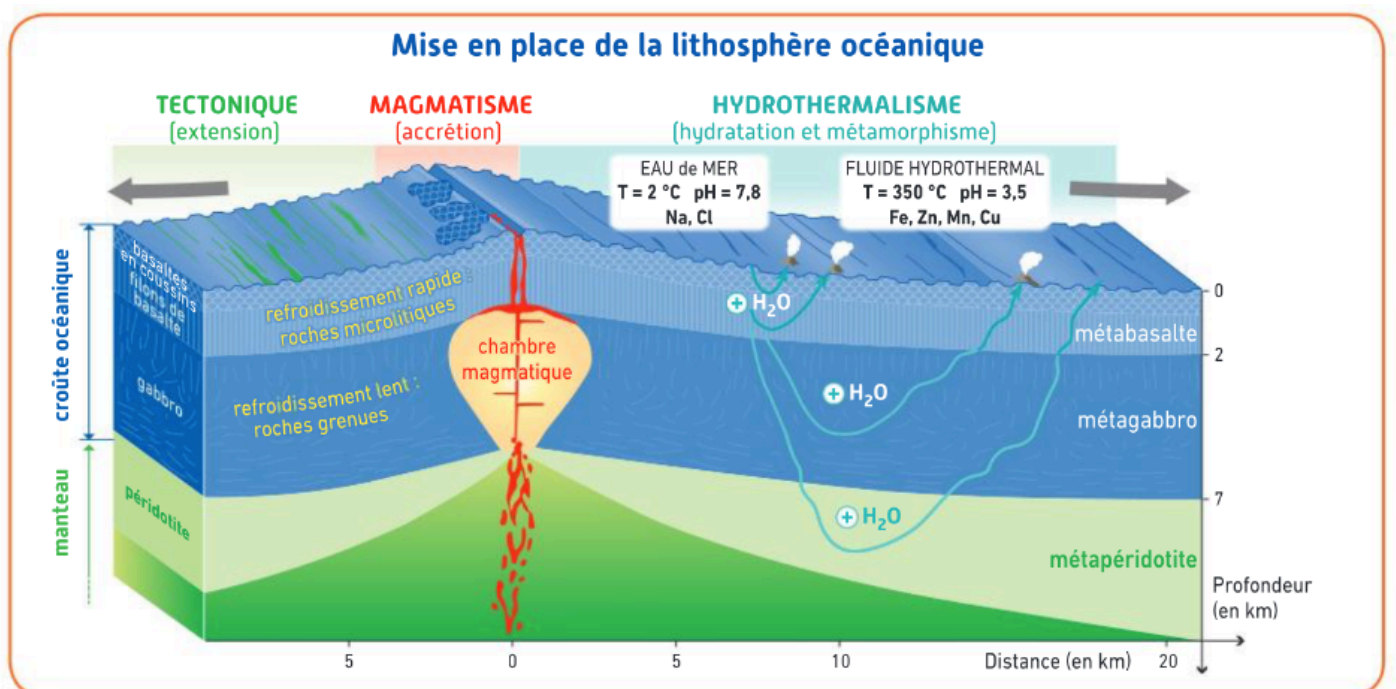 Mise en place de la lithosphère océanique
TECTONIQUE
(extension)
MAGMATISME
(accrétion)
HYDROTHERMALISME
(hydratation et métamorphisme)
EAU de MER
T = 2 °C pH = 7,8
Na, Cl
FLUIDE HYDROTHERMAL
T = 350 °C pH = 3,5
Fe, Zn, Mn, Cu
croûte océanique
basaltes
en coussins
filons de
basalte
gabbro
manteau
péridotite
refroidissement rapide :
roches microlitiques
refroidissement lent :
roches grenues
chambre
magmatique
+ H₂O
+ H₂O
+ H₂O
métabasalte
métagabbro
métapéridotite
0
2
7
Profondeur
(en km)
5
0
5
10
Distance (en km)
20